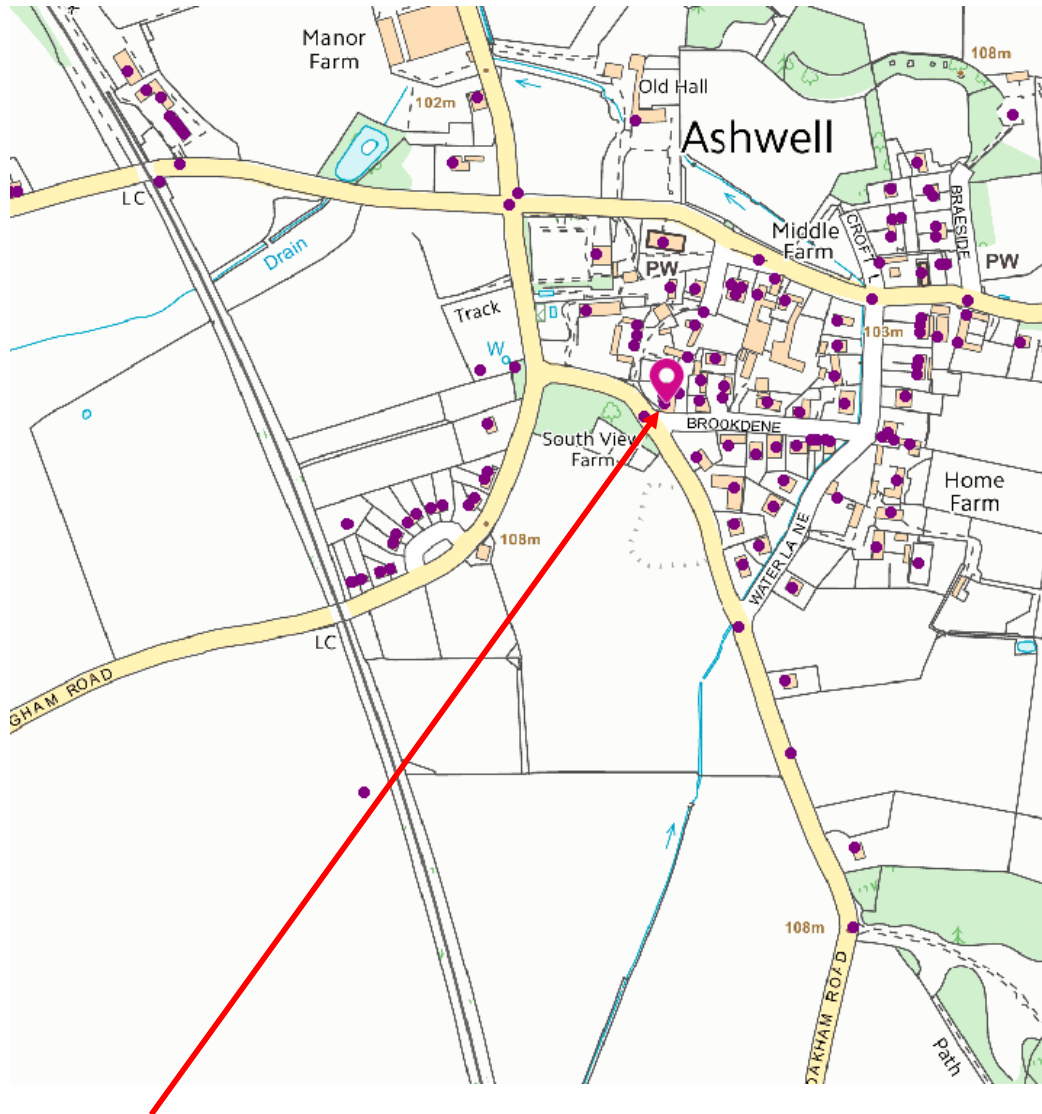 Manor
Farm
108m
102m
Old Hall
Ashwell
LC
BRAESIDE
Middle
Farm
CROFT
Drain
PW
PW
Track
103m
W
BROOKDENE
South View
Farm
Home
Farm
108m
WATER LANE
LC
GHAM ROAD
108m
OAKHAM ROAD
Path